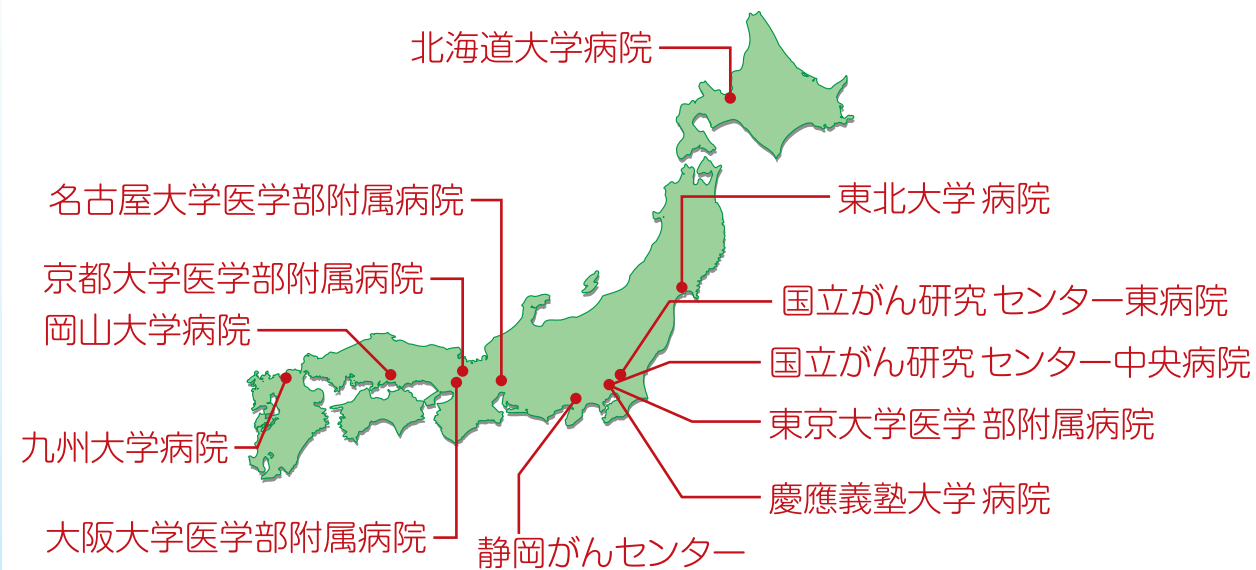 北海道大学病院
名古屋大学医学部附属病院
東北大学 病院
京都大学医学部附属病院
国立がん研究 センター東病院
岡山大学病院
国立がん研究 センター中央病院
東京大学医学 部附属病院
九州大学病院
慶應義塾大学 病院
大阪大学医学部附属病院
静岡がんセンター